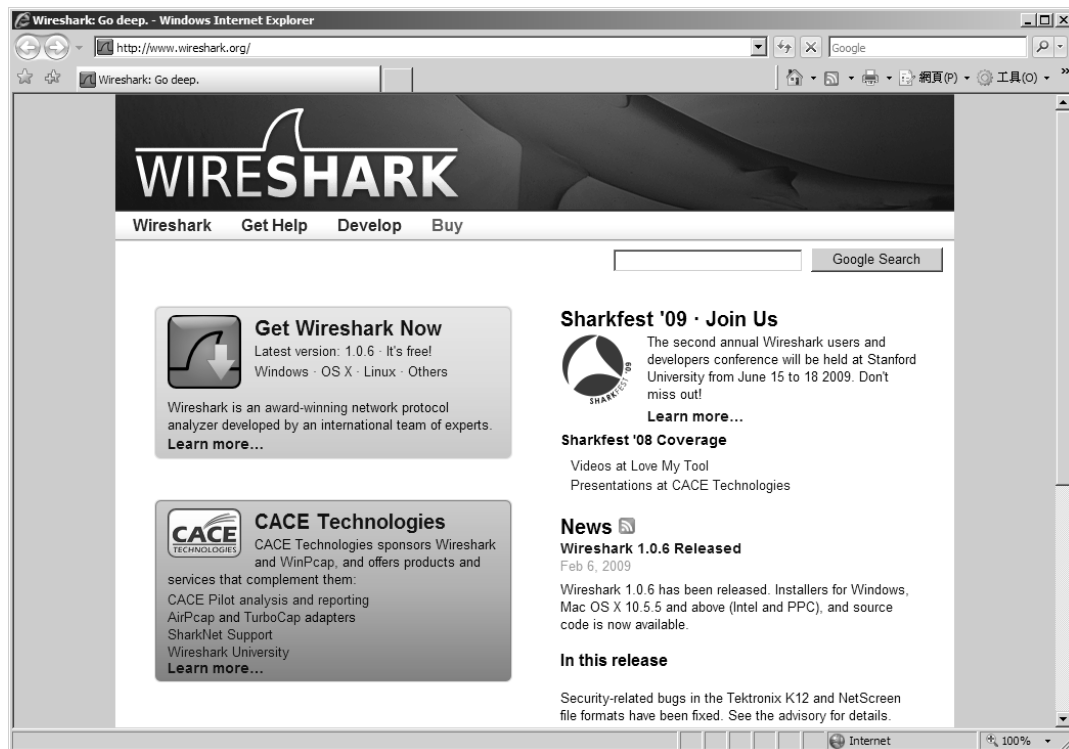 Wireshark: Go deep. - Windows Internet Explorer
http://www.wireshark.org/
Google
Wireshark: Go deep.
網頁(P)
工具(O)
WIRESHARK
Wireshark Get Help Develop Buy
Google Search
Get Wireshark Now
Latest version: 1.0.6 · It's free!
Windows · OS X · Linux · Others
Wireshark is an award-winning network protocol
analyzer developed by an international team of experts.
Learn more...
CACE
TECHNOLOGIES
CACE Technologies
CACE Technologies sponsors Wireshark
and WinPcap, and offers products and
services that complement them:
CACE Pilot analysis and reporting
AirPcap and TurboCap adapters
SharkNet Support
Wireshark University
Learn more...
Sharkfest '09 · Join Us
SHARKFEST '09
The second annual Wireshark users and
developers conference will be held at Stanford
University from June 15 to 18 2009. Don't
miss out!
Learn more...
Sharkfest '08 Coverage
Videos at Love My Tool
Presentations at CACE Technologies
News
Wireshark 1.0.6 Released
Feb 6, 2009
Wireshark 1.0.6 has been released. Installers for Windows,
Mac OS X 10.5.5 and above (Intel and PPC), and source
code is now available.
In this release
Security-related bugs in the Tektronix K12 and NetScreen
file formats have been fixed. See the advisory for details.
Internet
100%